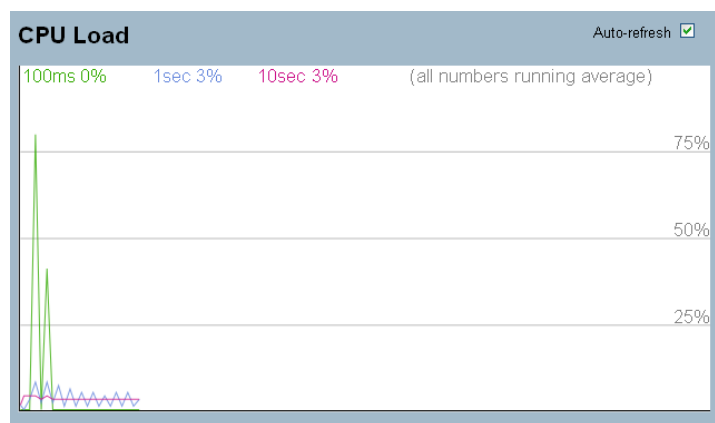 CPU Load
Auto-refresh
100ms 0% 1sec 3% 10sec 3% (all numbers running average)
75%
50%
25%